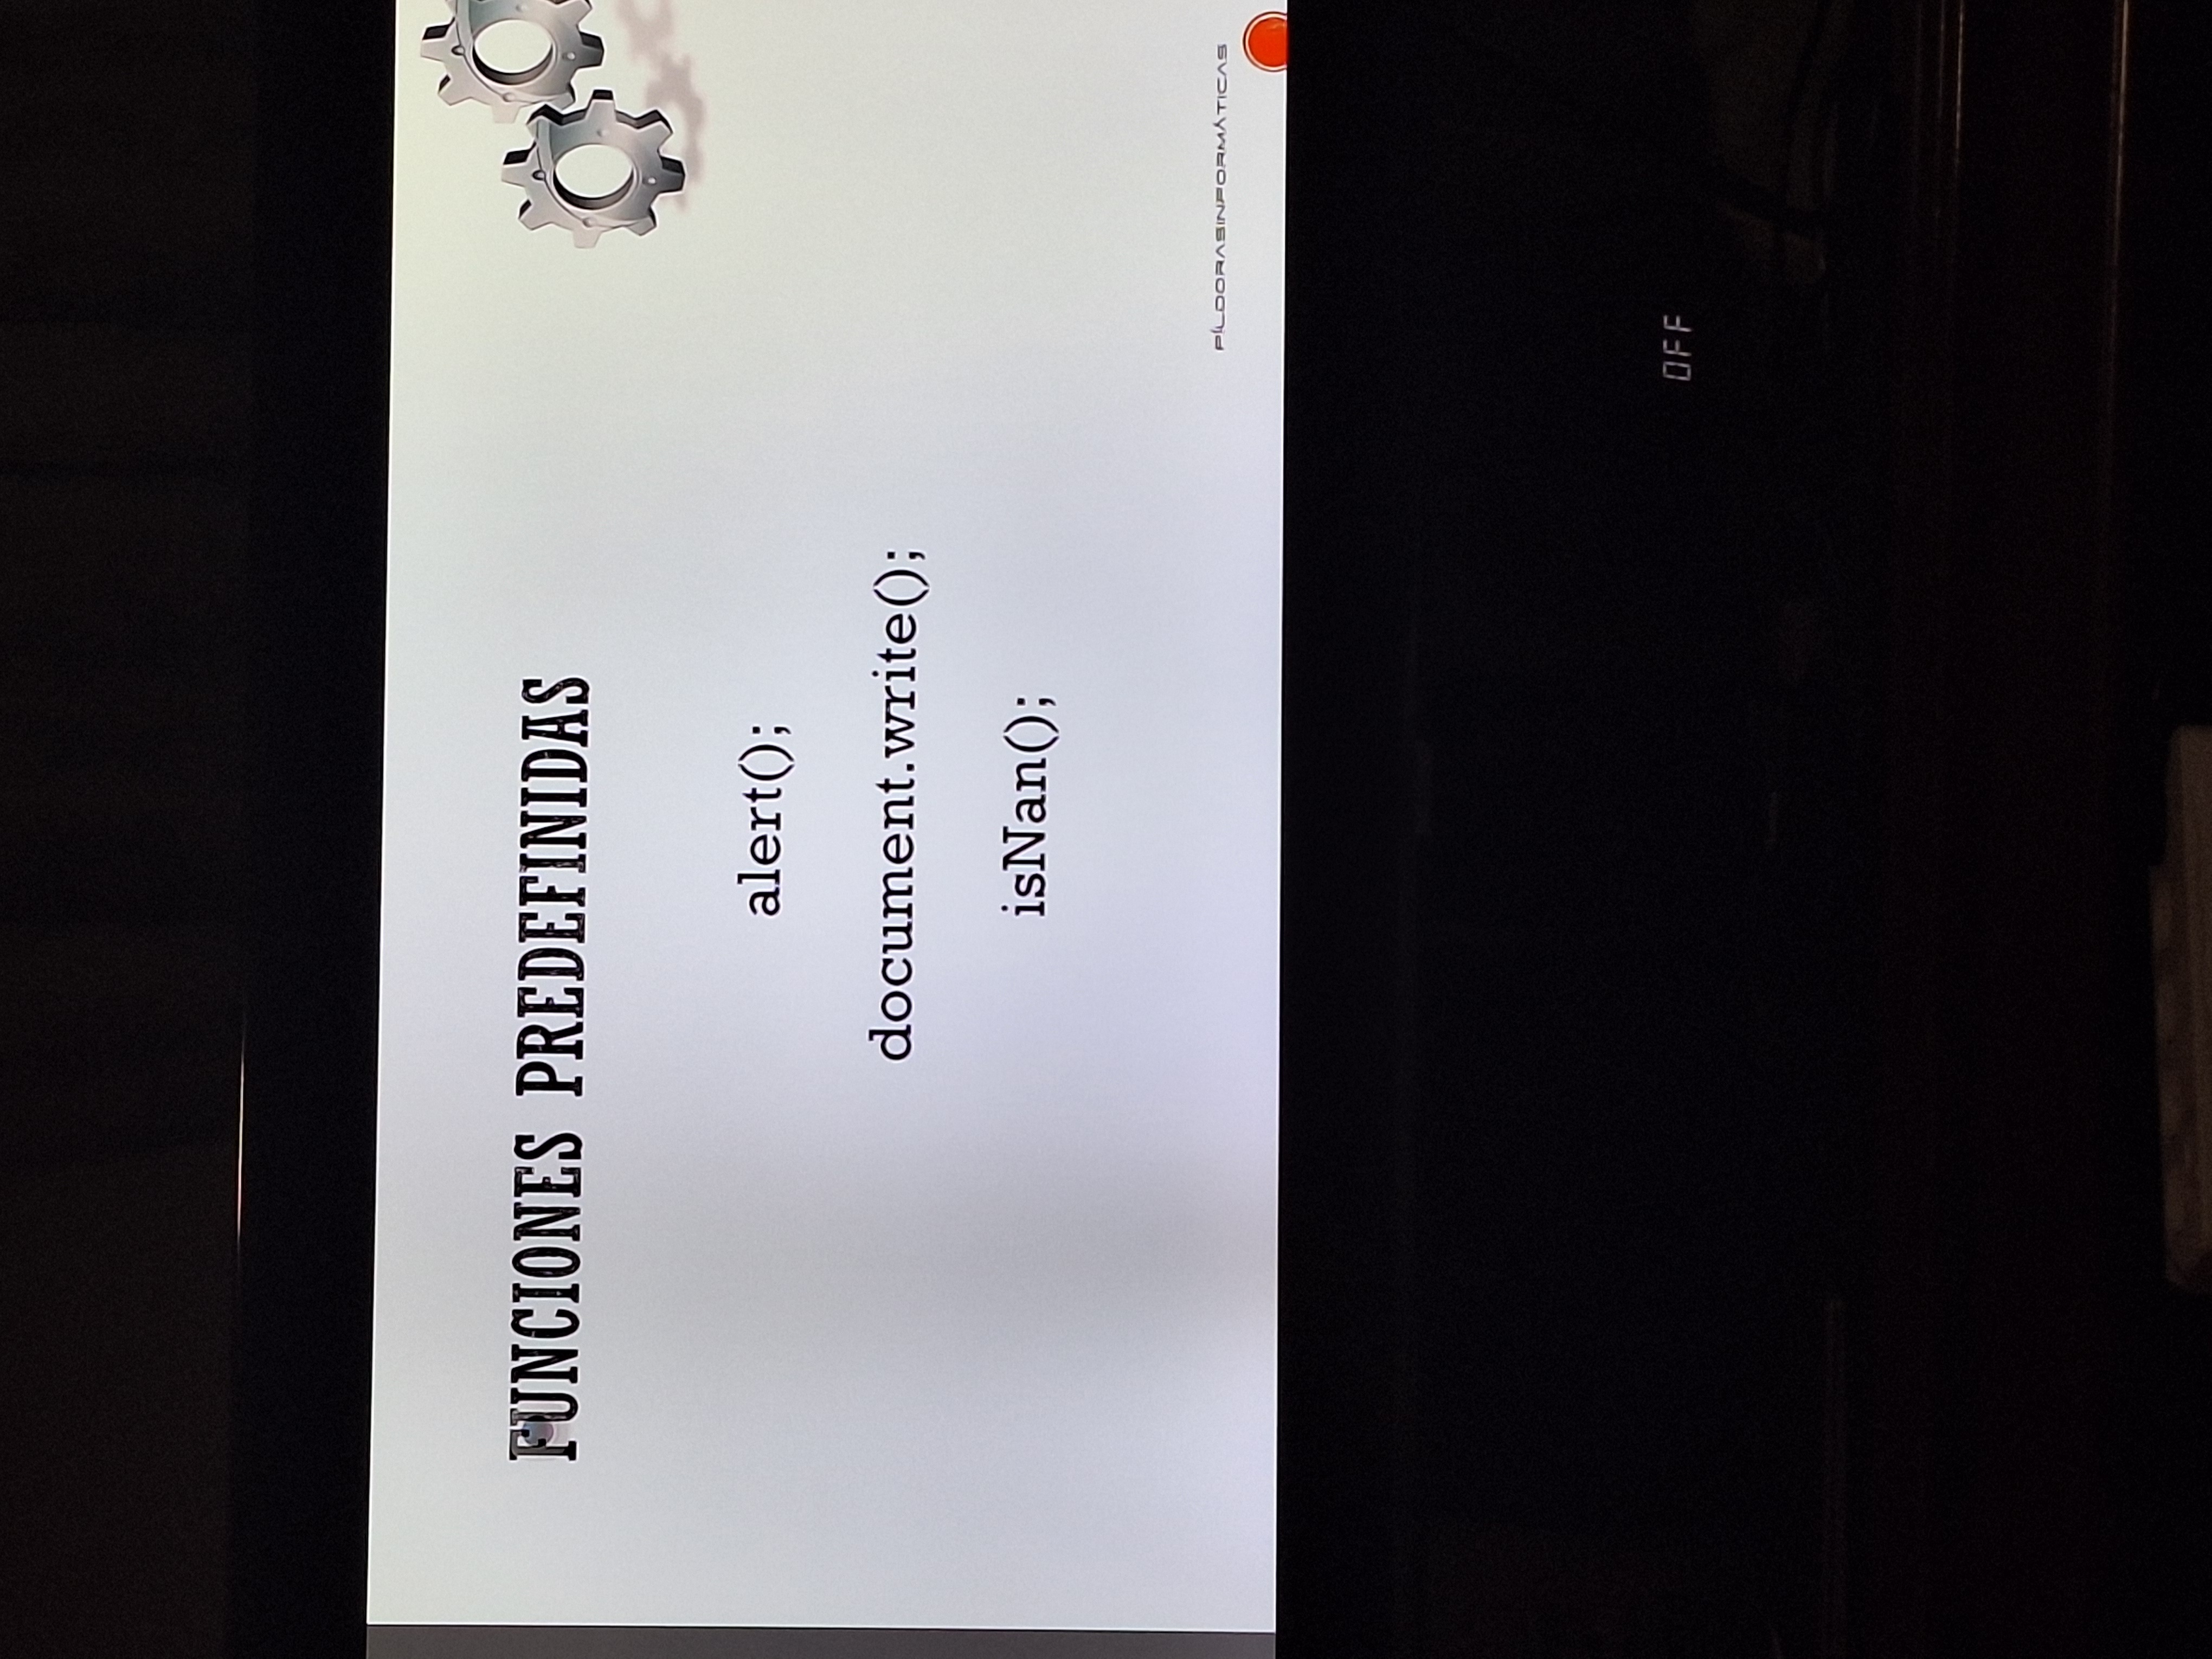 FUNCIONES PREDEFINIDAS
alert();
document.write();
isNan();
PÍLDORASINFORMÁTICAS
OFF